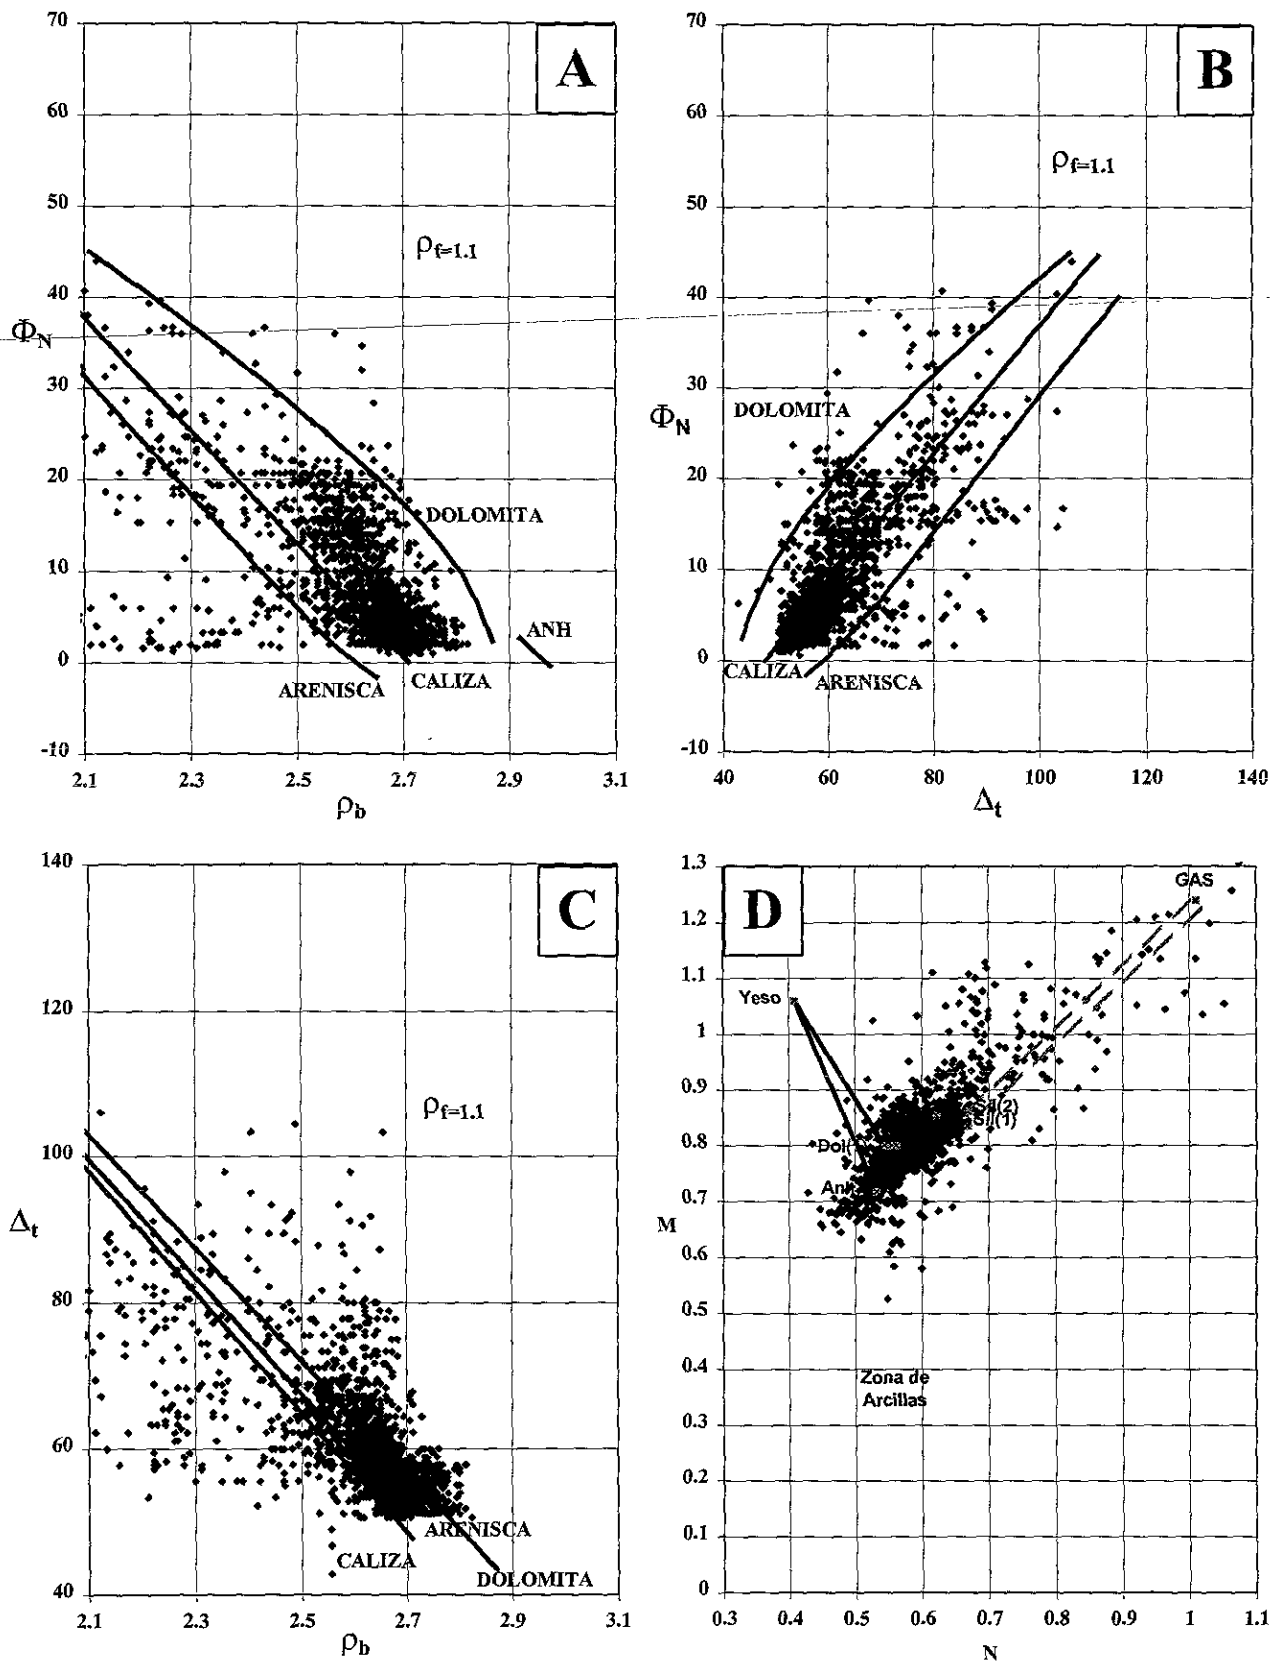 A
70
60
50
40
30
20
10
0
-10
ΦN
ρf=1.1
DOLOMITA
ANH
CALIZA
ARENISCA
2.1 2.3 2.5 2.7 2.9 3.1
ρb
B
70
60
50
40
30
20
10
0
-10
ΦN
ρf=1.1
DOLOMITA
CALIZA
ARENISCA
40 60 80 100 120 140
Δt
C
140
120
100
80
60
40
Δt
ρf=1.1
ARENISCA
CALIZA
DOLOMITA
2.1 2.3 2.5 2.7 2.9 3.1
ρb
D
1.3
1.2
1.1
1
0.9
0.8
0.7
0.6
0.5
0.4
0.3
0.2
0.1
0
M
GAS
Yeso
Dol(
Zona de
Arcillas
0.3 0.4 0.5 0.6 0.7 0.8 0.9 1 1.1
N